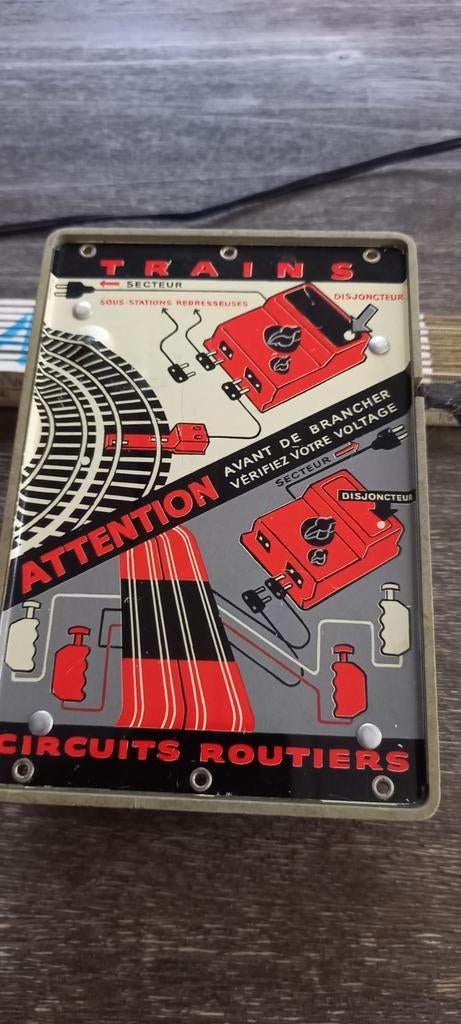 TRAINS
SECTEUR
SOUS-STATIONS REDRESSEUSES
DISJONCTEUR
ATTENTION
AVANT DE BRANCHER
VÉRIFIEZ VOTRE VOLTAGE
SECTEUR
DISJONCTEUR
CIRCUITS ROUTIERS